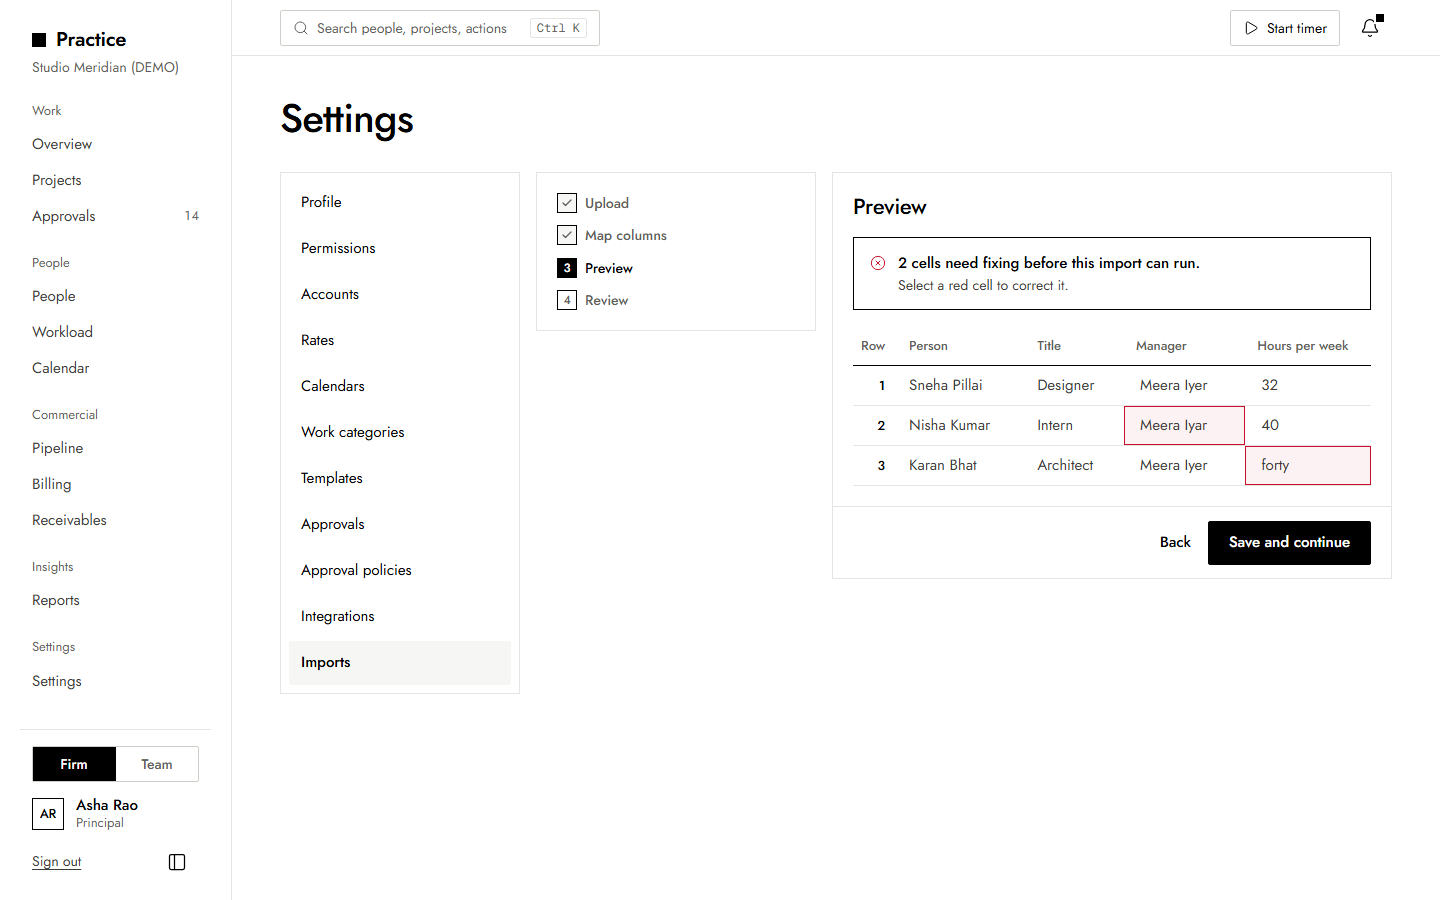 Practice
Studio Meridian (DEMO)
Work
Overview
Projects
Approvals 14
People
People
Workload
Calendar
Commercial
Pipeline
Billing
Receivables
Insights
Reports
Settings
Settings
Firm Team
AR
Asha Rao
Principal
Sign out
Search people, projects, actions Ctrl K
Start timer
Settings
Profile
Permissions
Accounts
Rates
Calendars
Work categories
Templates
Approvals
Approval policies
Integrations
Imports
Upload
Map columns
3 Preview
4 Review
Preview
2 cells need fixing before this import can run.
Select a red cell to correct it.
Row Person Title Manager Hours per week
1 Sneha Pillai Designer Meera Iyer 32
2 Nisha Kumar Intern Meera Iyar 40
3 Karan Bhat Architect Meera Iyer forty
Back Save and continue